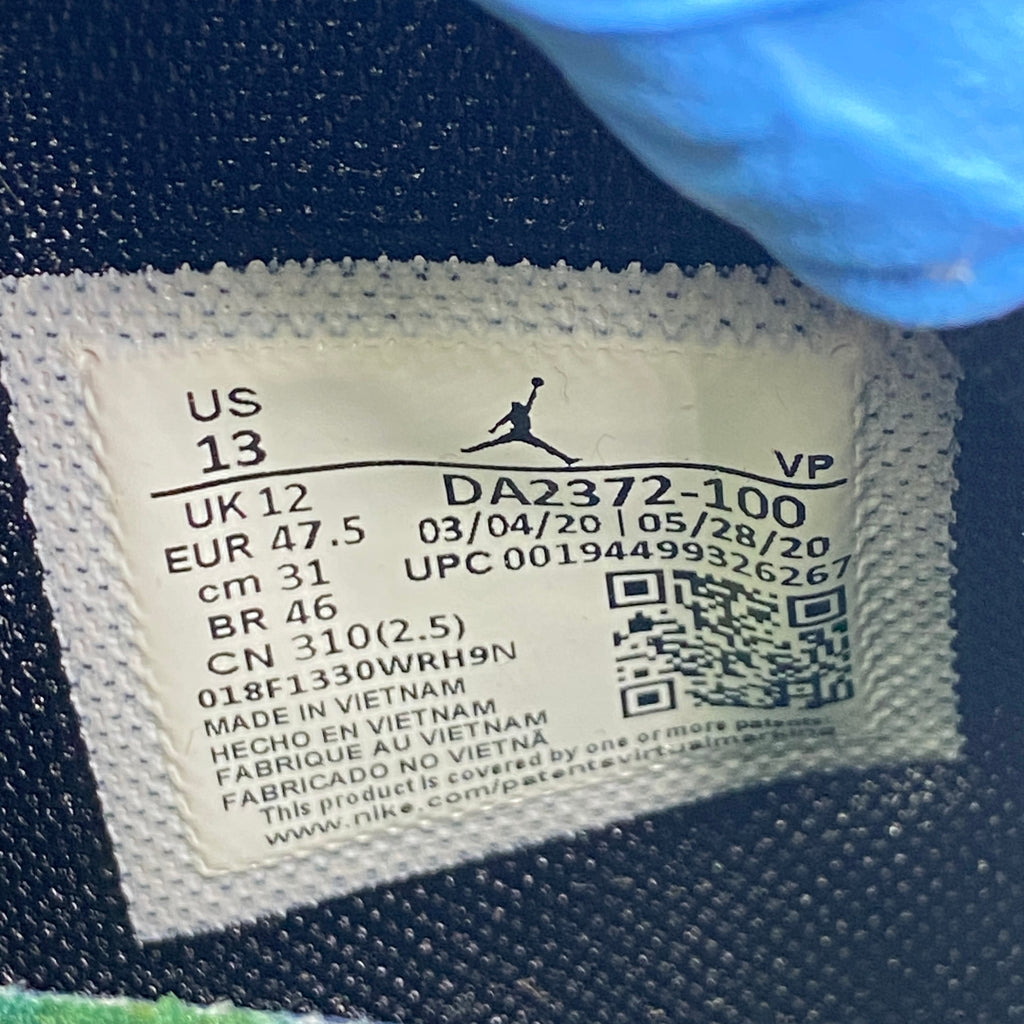 US
13
VP
UK 12
DA2372-100
EUR 47.5
03/04/20 | 05/28/20
cm 31
UPC 00194499326267
BR 46
CN 310(2.5)
018F1330WRH9N
MADE IN VIETNAM
HECHO EN VIETNAM
FABRIQUE AU VIETNAM
FABRICADO NO VIETNÃ
This product is covered by one or more patents.
www.nike.com/patentsvirtualmarking